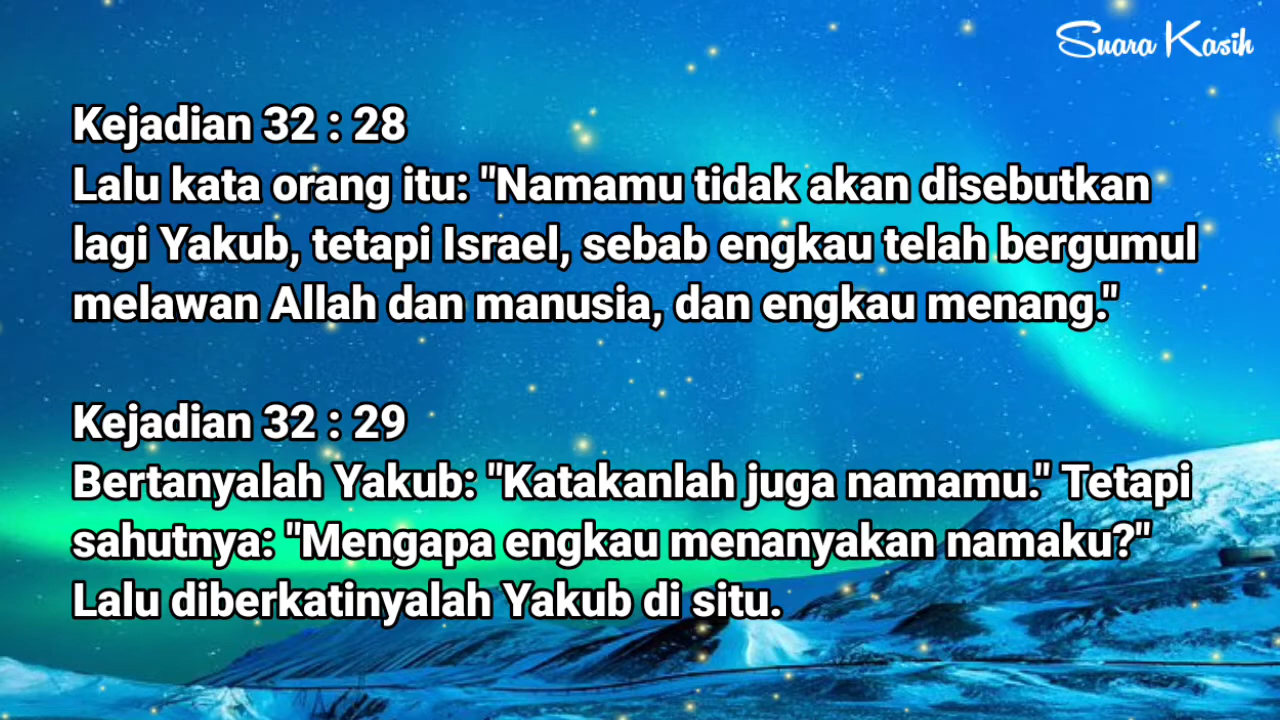 Suara Kasih
Kejadian 32 : 28
Lalu kata orang itu: "Namamu tidak akan disebutkan
lagi Yakub, tetapi Israel, sebab engkau telah bergumul
melawan Allah dan manusia, dan engkau menang."
Kejadian 32 : 29
Bertanyalah Yakub: "Katakanlah juga namamu." Tetapi
sahutnya: "Mengapa engkau menanyakan namaku?"
Lalu diberkatinyalah Yakub di situ.